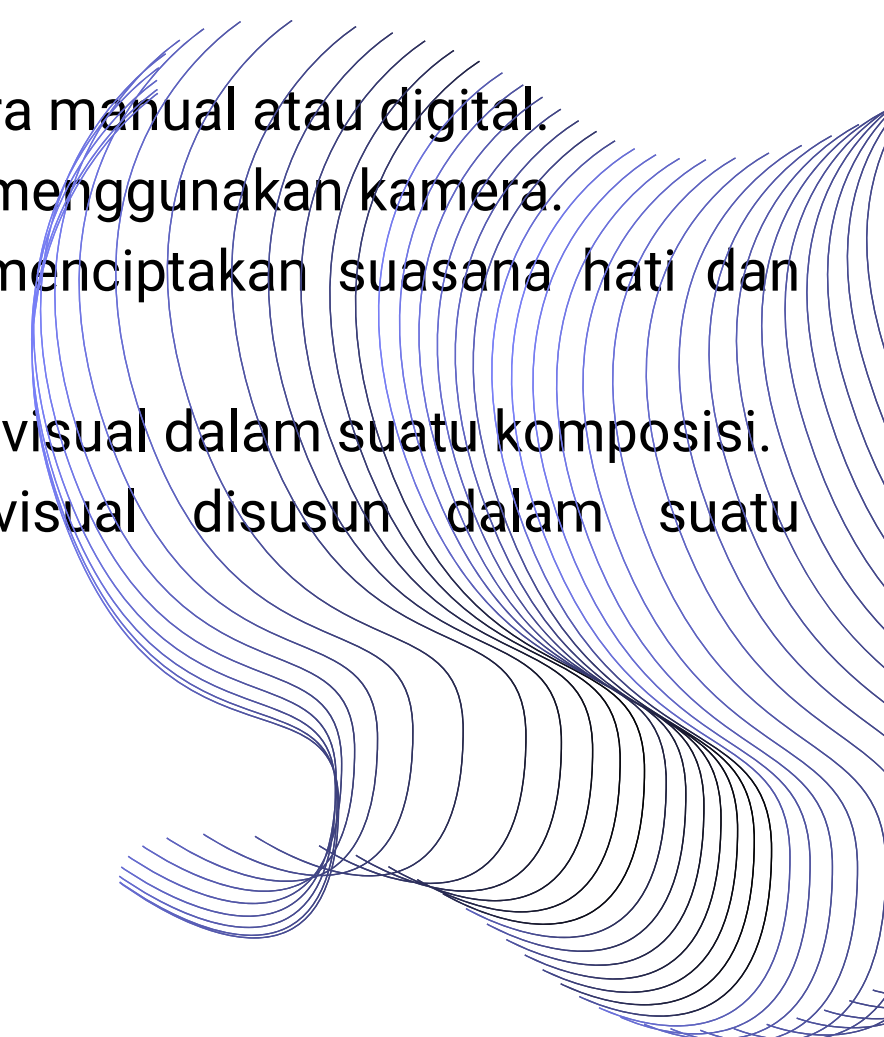 ra manual atau digital.
menggunakan kamera.
menciptakan suasana hati dan
visual dalam suatu komposisi.
visual disusun dalam suatu